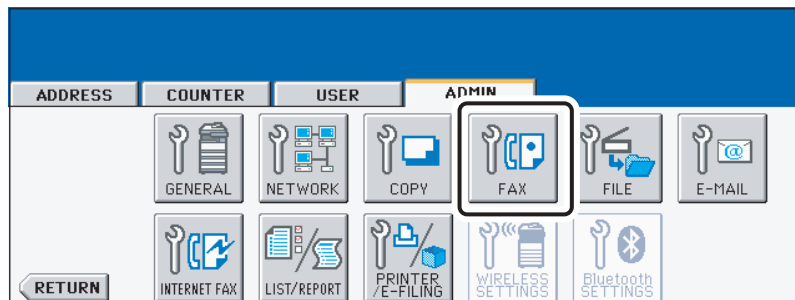 ADDRESS COUNTER USER ADMIN
GENERAL NETWORK COPY FAX FILE E-MAIL
@
INTERNET FAX LIST/REPORT PRINTER
/E-FILING WIRELESS
SETTINGS Bluetooth
SETTINGS
RETURN